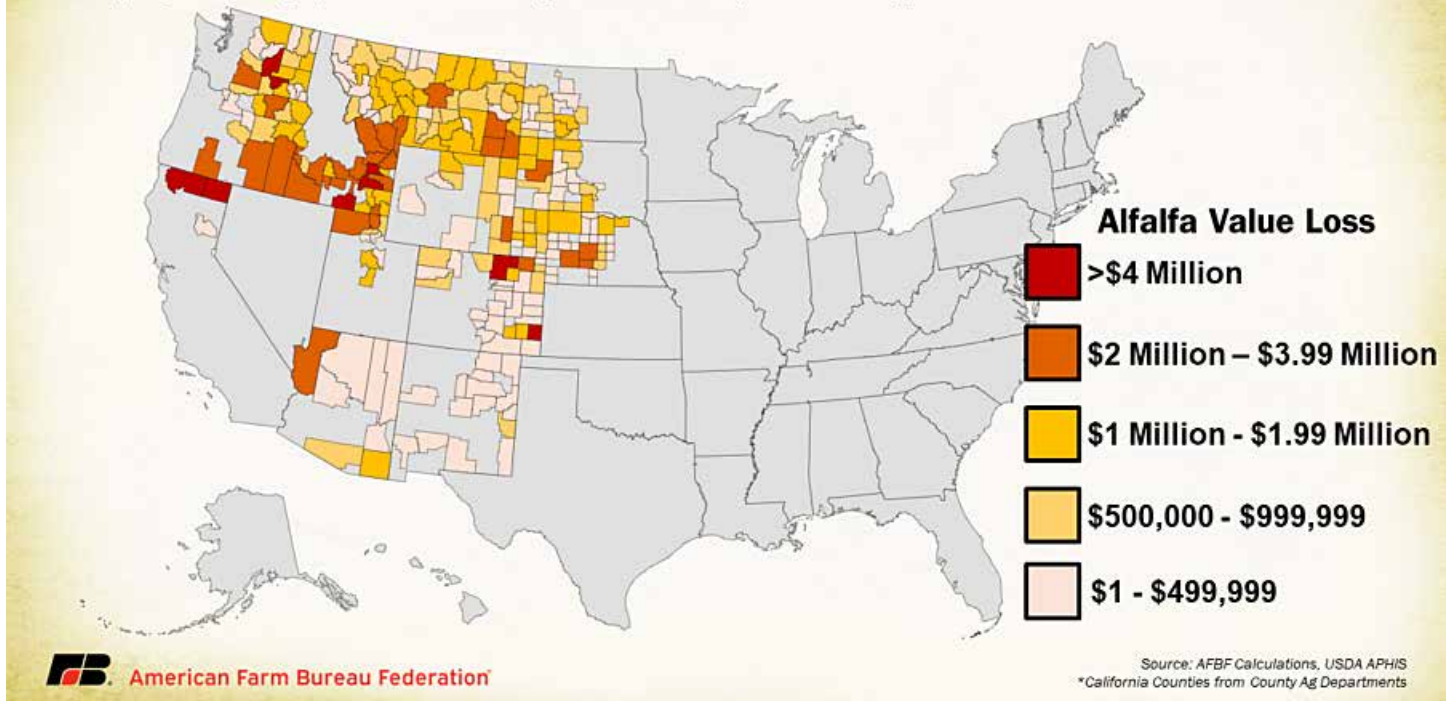 Alfalfa Value Loss
>$4 Million
$2 Million – $3.99 Million
$1 Million - $1.99 Million
$500,000 - $999,999
$1 - $499,999
FB
American Farm Bureau Federation®
Source: AFBF Calculations, USDA APHIS
*California Counties from County Ag Departments